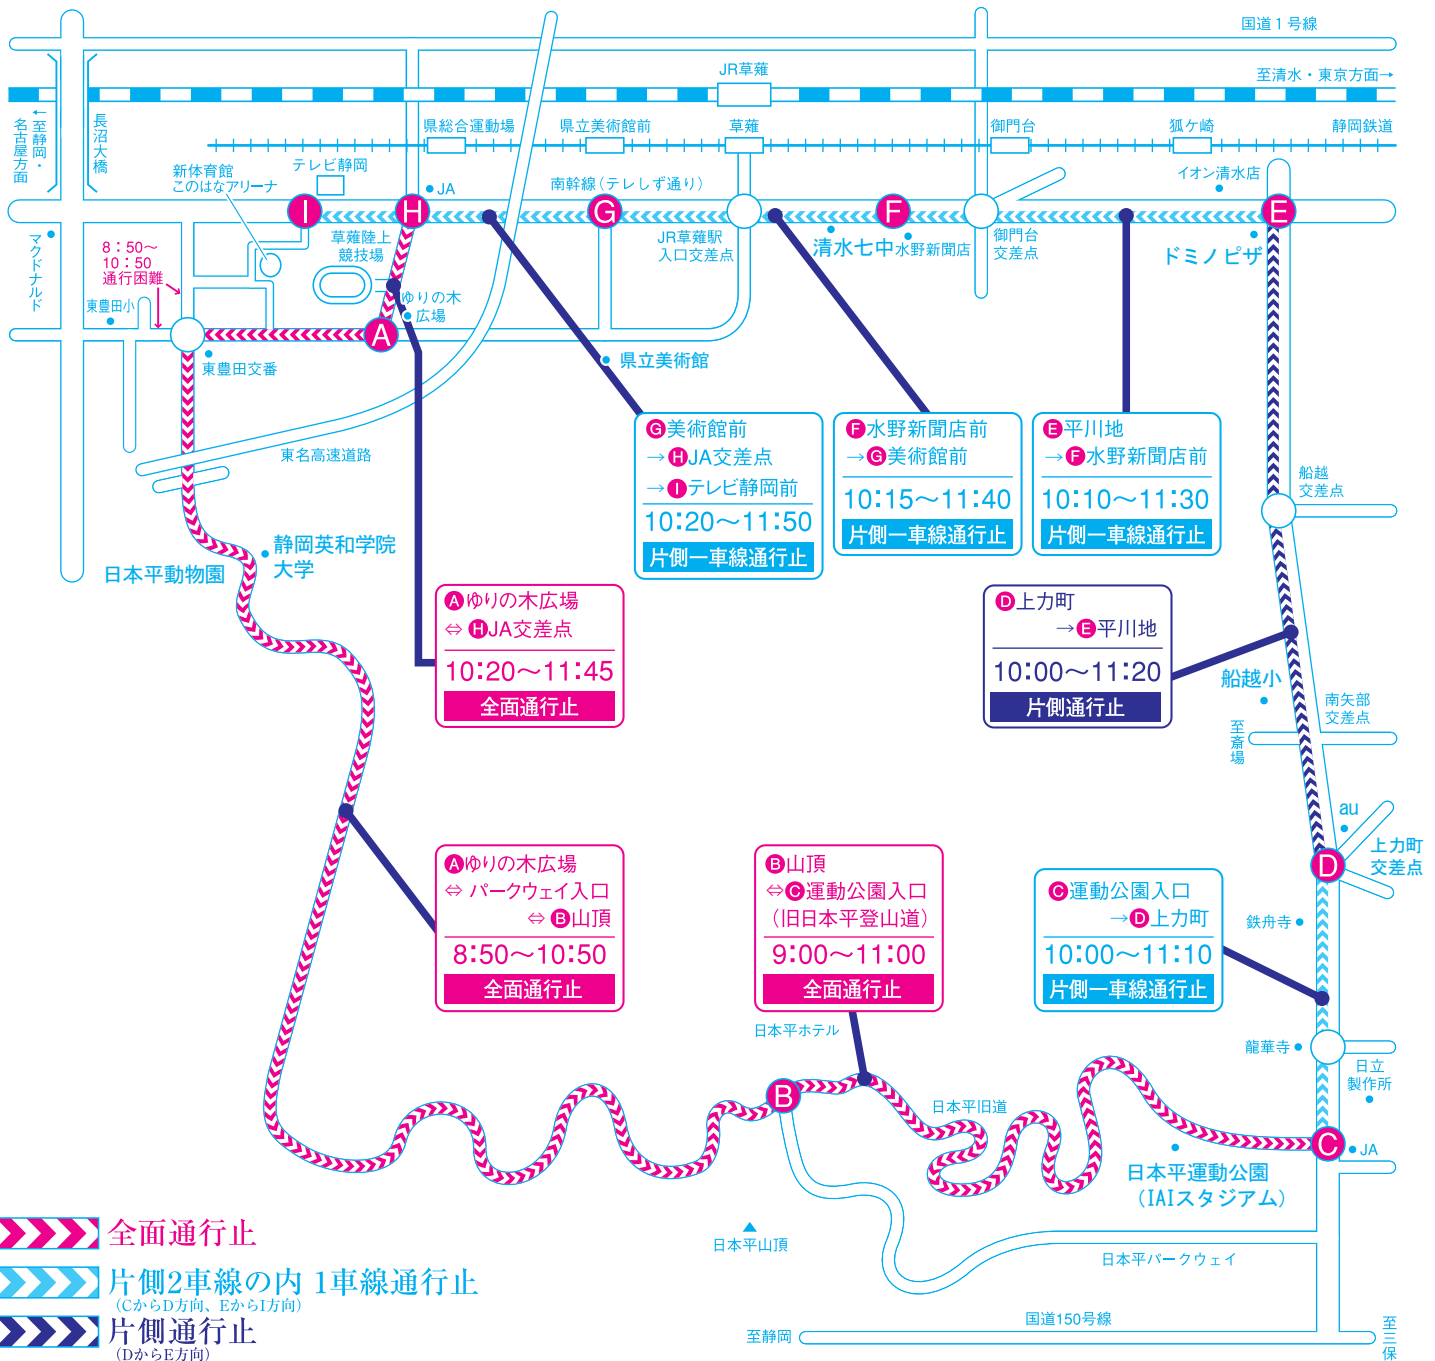 国道1号線
JR草薙
至清水・東京方面→
←至静岡・
名古屋方面
長沼大橋
県総合運動場
県立美術館前
草薙
御門台
狐ケ崎
静岡鉄道
新体育館
このはなアリーナ
テレビ静岡
JA
南幹線（テレしず通り）
イオン清水店
I
H
G
F
E
マクドナルド
8：50〜
10：50
通行困難
草薙陸上
競技場
JR草薙駅
入口交差点
清水七中
水野新聞店
御門台
交差点
ドミノピザ
東豊田小
ゆりの木
広場
A
東豊田交番
県立美術館
東名高速道路
G美術館前
→HJA交差点
→Iテレビ静岡前
10:20〜11:50
片側一車線通行止
F水野新聞店前
→G美術館前
10:15〜11:40
片側一車線通行止
E平川地
→F水野新聞店前
10:10〜11:30
片側一車線通行止
船越
交差点
静岡英和学院
大学
日本平動物園
Aゆりの木広場
⇔ HJA交差点
10:20〜11:45
全面通行止
D上力町
→E平川地
10:00〜11:20
片側通行止
船越小
南矢部
交差点
至斎場
au
上力町
交差点
D
Aゆりの木広場
⇔ パークウェイ入口
⇔ B山頂
8:50〜10:50
全面通行止
B山頂
⇔C運動公園入口
（旧日本平登山道）
9:00〜11:00
全面通行止
C運動公園入口
→D上力町
10:00〜11:10
片側一車線通行止
鉄舟寺
日本平ホテル
龍華寺
日立
製作所
B
日本平旧道
C
JA
日本平運動公園
（IAIスタジアム）
日本平山頂
日本平パークウェイ
全面通行止
片側2車線の内 1車線通行止
（CからD方向、EからI方向）
片側通行止
（DからE方向）
国道150号線
至静岡
至三保